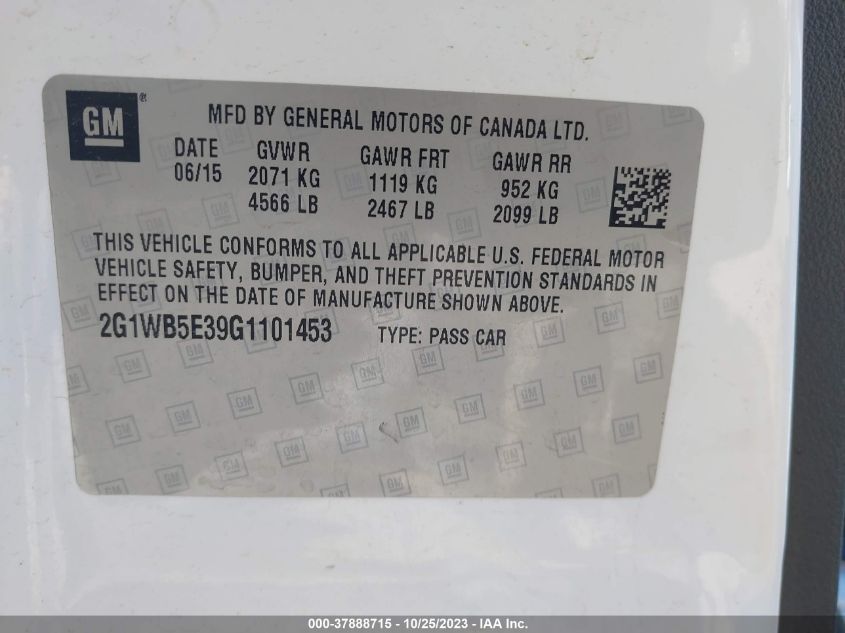 GM ®
MFD BY GENERAL MOTORS OF CANADA LTD.
DATE GVWR GAWR FRT GAWR RR
06/15 2071 KG 1119 KG 952 KG
4566 LB 2467 LB 2099 LB
THIS VEHICLE CONFORMS TO ALL APPLICABLE U.S. FEDERAL MOTOR
VEHICLE SAFETY, BUMPER, AND THEFT PREVENTION STANDARDS IN
EFFECT ON THE DATE OF MANUFACTURE SHOWN ABOVE.
2G1WB5E39G1101453 TYPE: PASS CAR
000-37888715 - 10/25/2023 - IAA Inc.